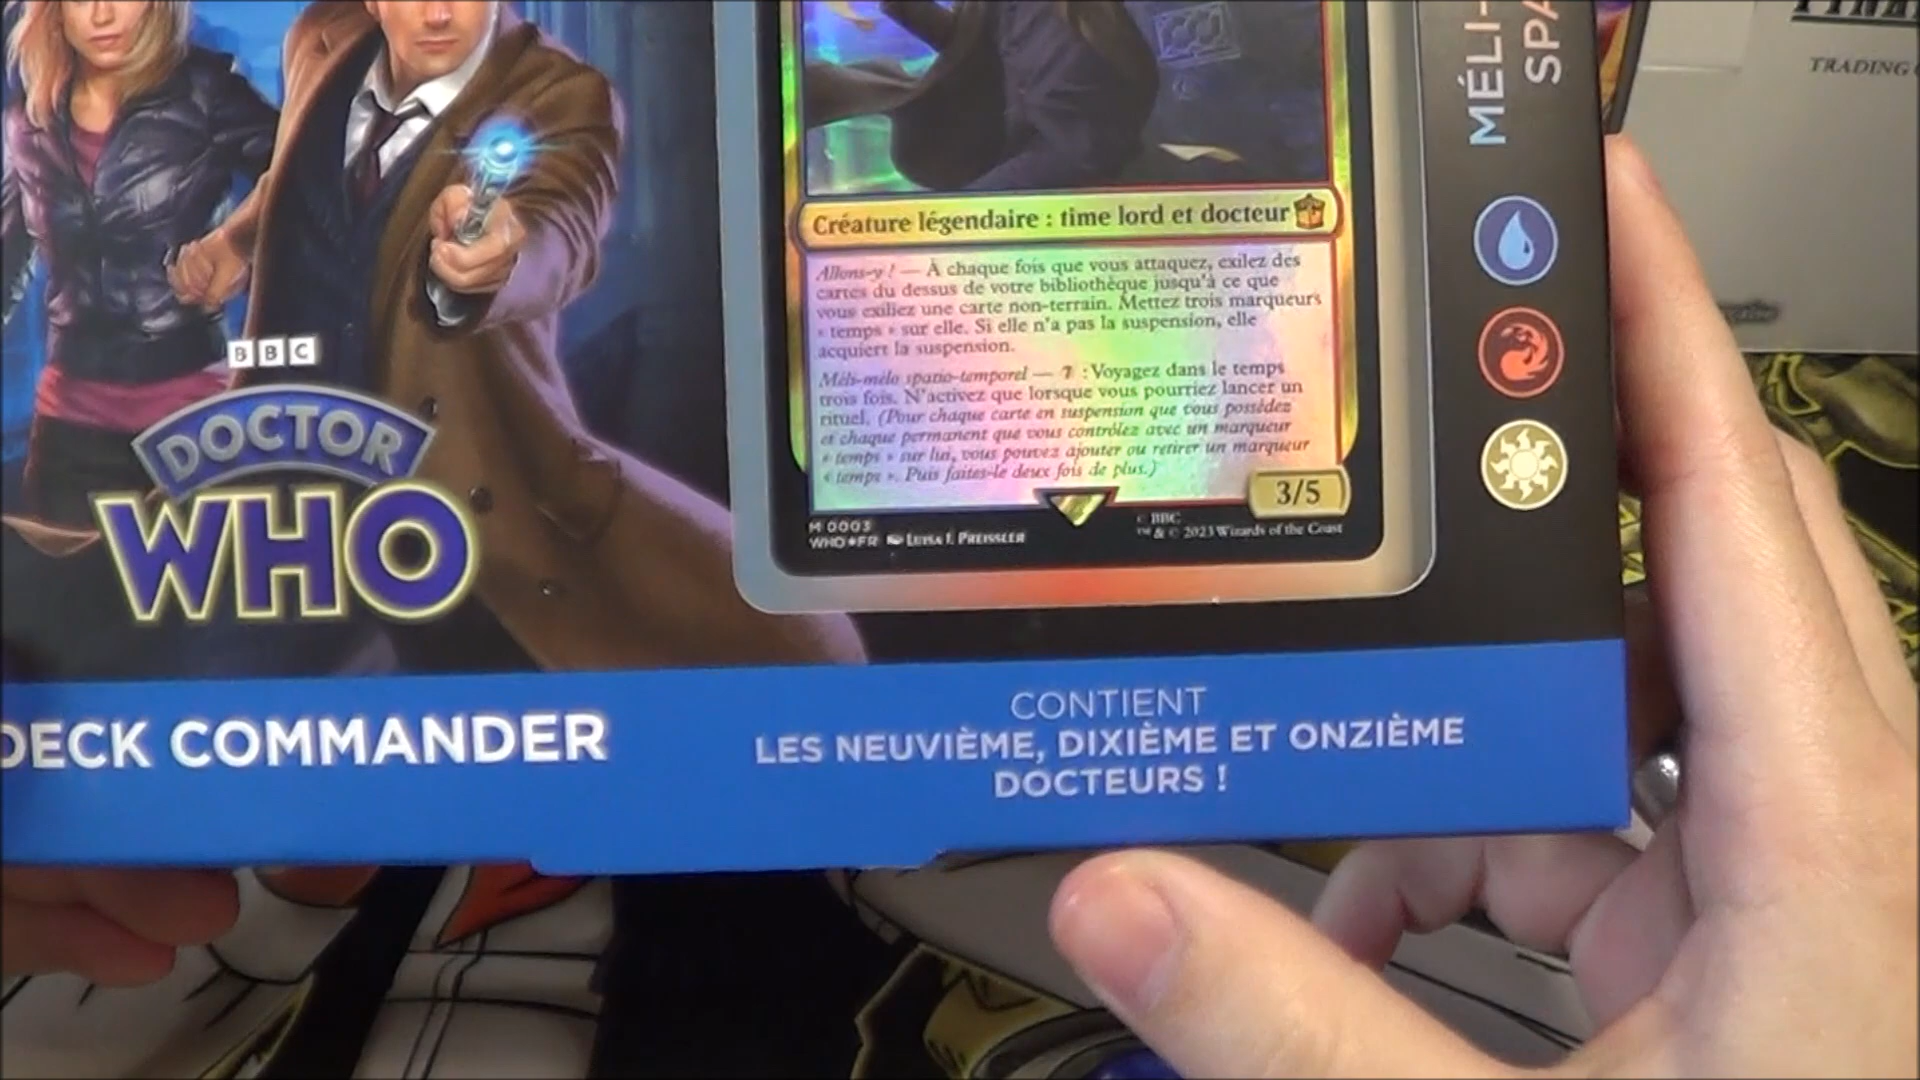 MÉLI-
SPA
TRADING
Créature légendaire : time lord et docteur
Allons-y ! — À chaque fois que vous attaquez, exilez des
cartes du dessus de votre bibliothèque jusqu'à ce que
vous exiliez une carte non-terrain. Mettez trois marqueurs
« temps » sur elle. Si elle n'a pas la suspension, elle
acquiert la suspension.
Méli-mélo spatio-temporel — 7 : Voyagez dans le temps
trois fois. N'activez que lorsque vous pourriez lancer un
rituel. (Pour chaque carte en suspension que vous possédez
et chaque permanent que vous contrôlez avec un marqueur
« temps » sur lui, vous pouvez ajouter ou retirer un marqueur
« temps ». Puis faites-le deux fois de plus.)
3/5
M 0003
WHO★FR Luisa J. Preissler
© BBC
™ & © 2023 Wizards of the Coast
BBC
DOCTOR
WHO
DECK COMMANDER
CONTIENT
LES NEUVIÈME, DIXIÈME ET ONZIÈME
DOCTEURS !